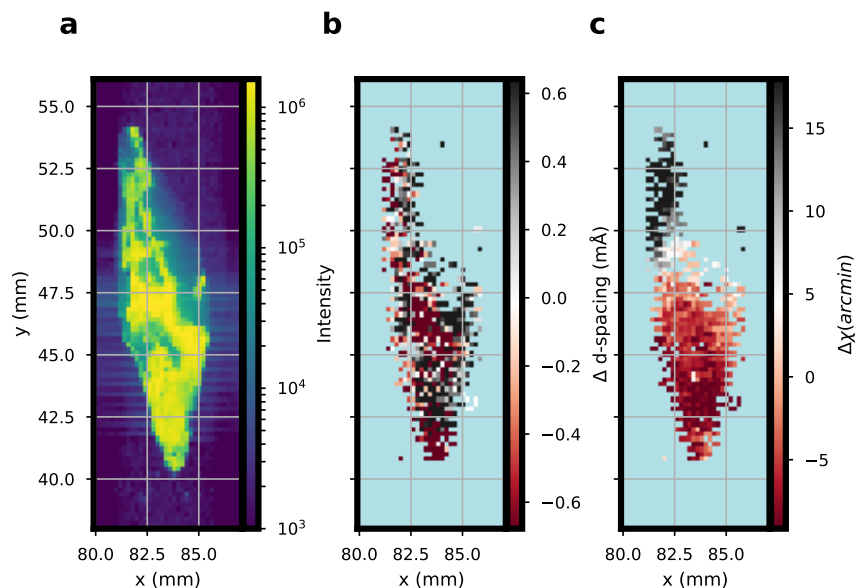 a
b
c
55.0
52.5
50.0
47.5
45.0
42.5
40.0
y (mm)
80.0 82.5 85.0
x (mm)
10⁶
10⁵
10⁴
10³
Intensity
80.0 82.5 85.0
x (mm)
0.6
0.4
0.2
0.0
−0.2
−0.4
−0.6
Δ d-spacing (mÅ)
80.0 82.5 85.0
x (mm)
15
10
5
0
−5
Δχ(arcmin)